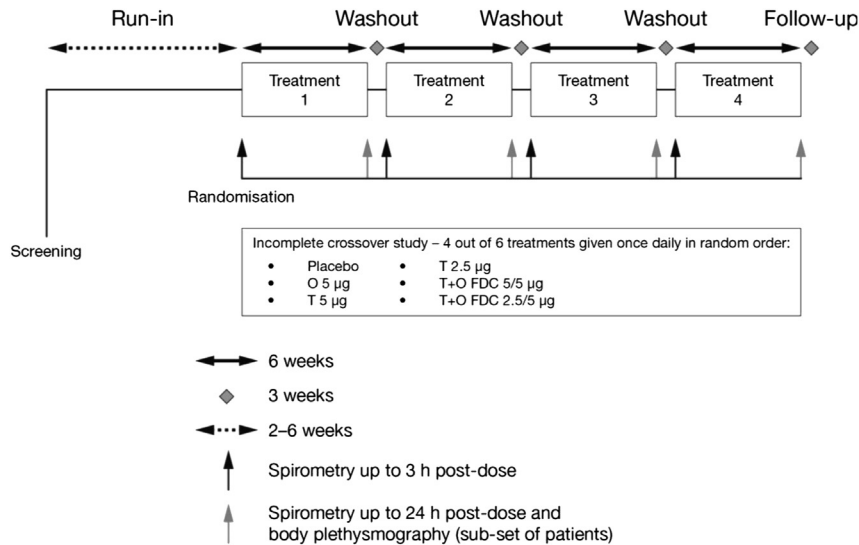 Run-in Washout Washout Washout Follow-up
Treatment Treatment Treatment Treatment
1 2 3 4
Randomisation
Screening
Incomplete crossover study – 4 out of 6 treatments given once daily in random order:
• Placebo • T 2.5 µg
• O 5 µg • T+O FDC 5/5 µg
• T 5 µg • T+O FDC 2.5/5 µg
6 weeks
3 weeks
2–6 weeks
Spirometry up to 3 h post-dose
Spirometry up to 24 h post-dose and
body plethysmography (sub-set of patients)